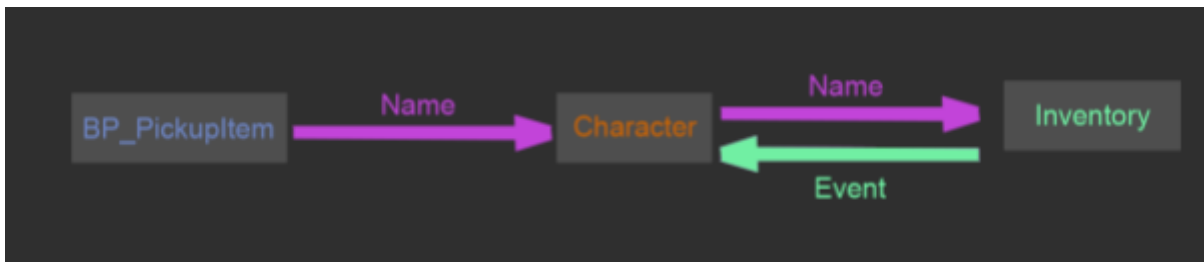 BP_PickupItem
Name
Character
Name
Event
Inventory